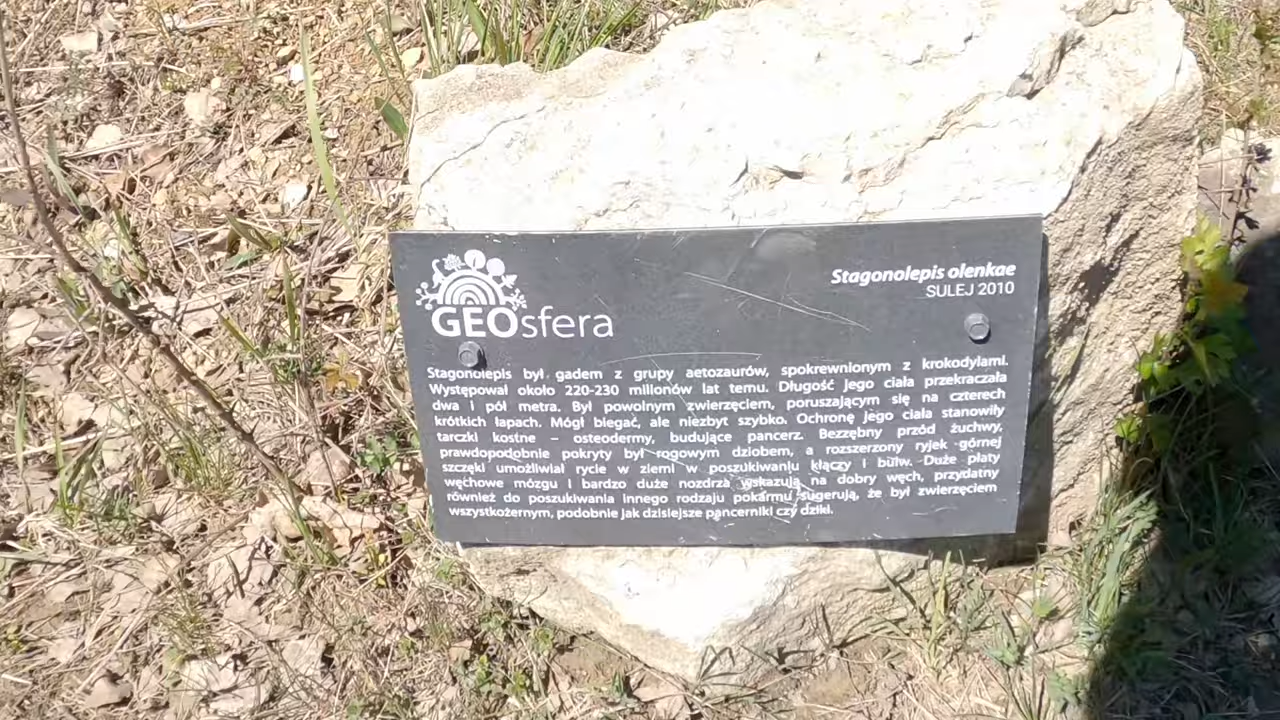 GEOsfera
Stagonolepis olenkae
SULEJ 2010
Stagonolepis był gadem z grupy aetozaurów, spokrewnionym z krokodylami.
Występował około 220-230 milionów lat temu. Długość jego ciała przekraczała
dwa i pół metra. Był powolnym zwierzęciem, poruszającym się na czterech
krótkich łapach. Mógł biegać, ale niezbyt szybko. Ochronę jego ciała stanowiły
tarczki kostne – osteodermy, budujące pancerz. Bezzębny przód żuchwy,
prawdopodobnie pokryty był rogowym dziobem, a rozszerzony ryjek górnej
szczęki umożliwiał rycie w ziemi w poszukiwaniu kłączy i bulw. Duże płaty
węchowe mózgu i bardzo duże nozdrza wskazują na dobry węch, przydatny
również do poszukiwania innego rodzaju pokarmu sugerują, że był zwierzęciem
wszystkożernym, podobnie jak dzisiejsze pancerniki czy dziki.